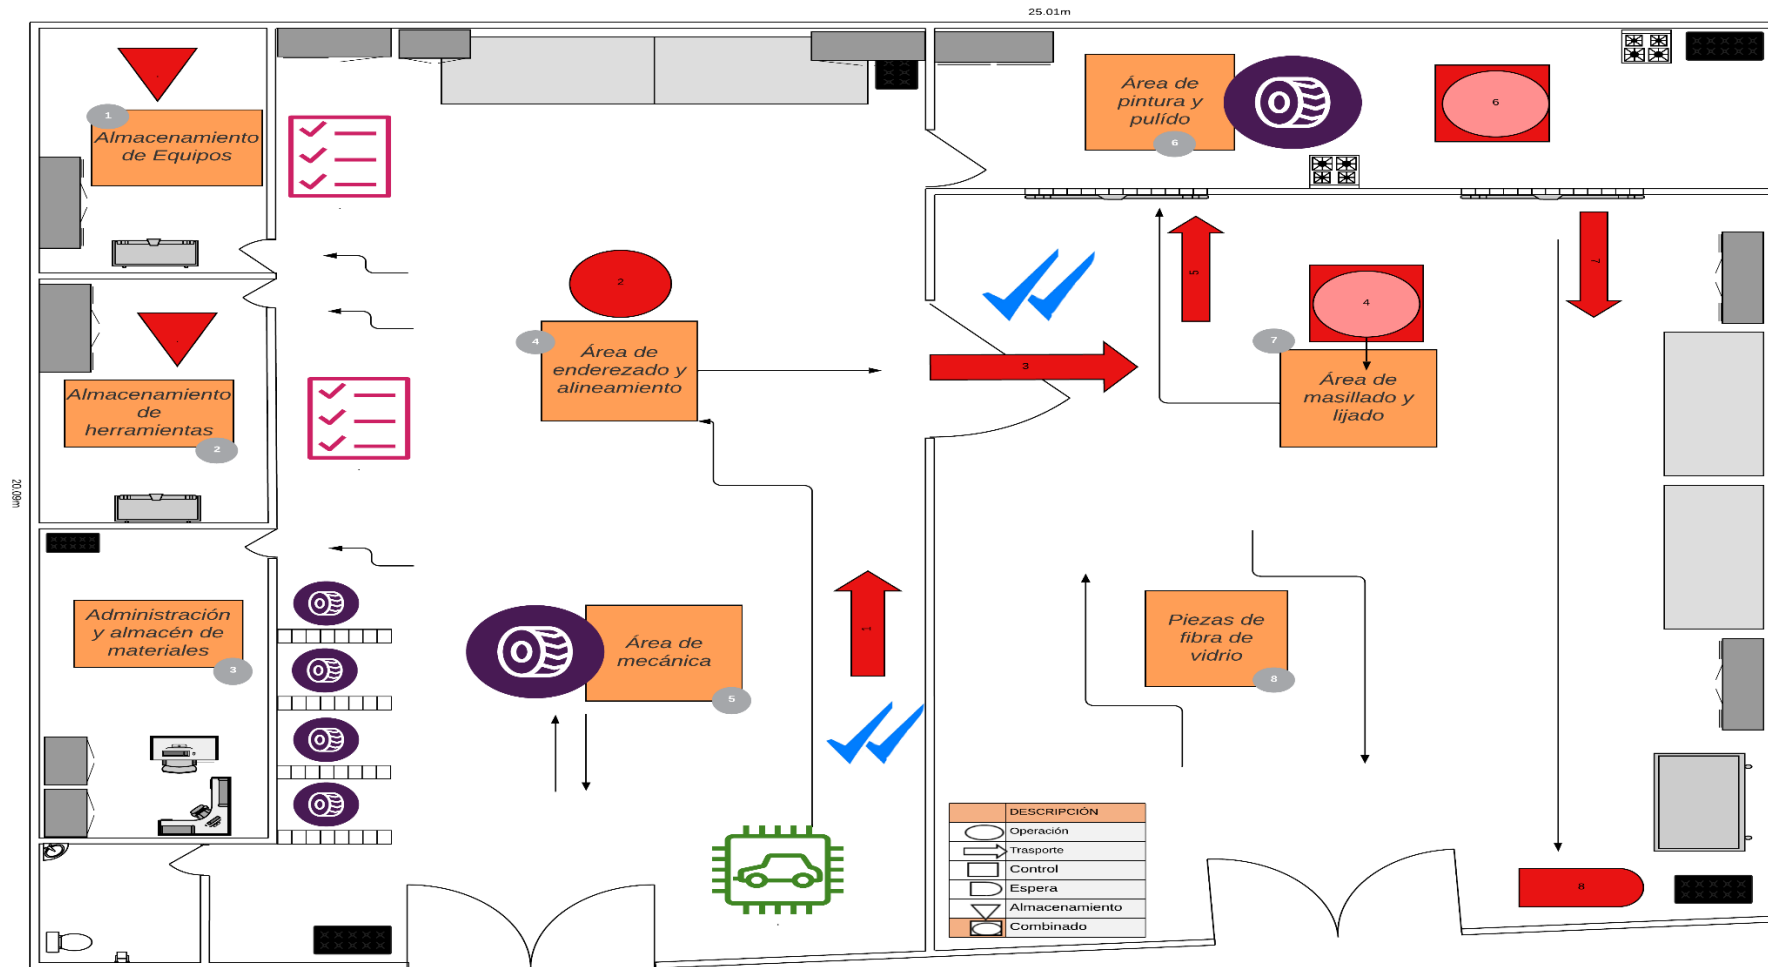 25.01m
20.09m
1
Almacenamiento
de Equipos
Almacenamiento
de
herramientas
2
Administración
y almacén de
materiales
3
2
4
Área de
enderezado y
alineamiento
Área de
mecánica
5
1
3
Área de
pintura y
pulído
6
6
5
7
4
7
Área de
masillado y
lijado
Piezas de
fibra de
vidrio
8
8
DESCRIPCIÓN
Operación
Trasporte
Control
Espera
Almacenamiento
Combinado